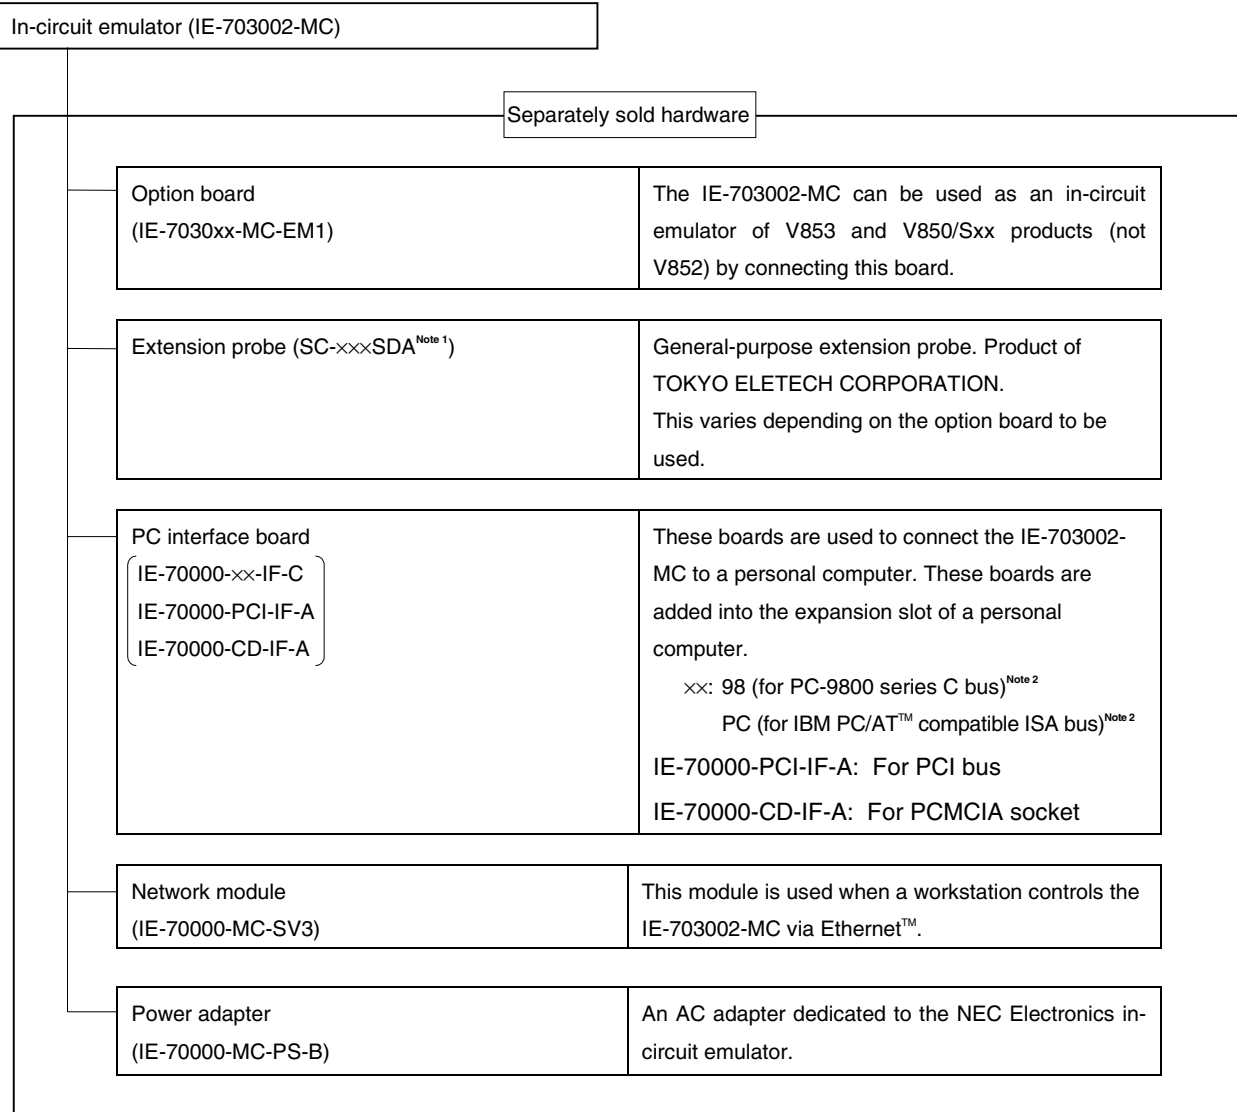 In-circuit emulator (IE-703002-MC)
Separately sold hardware
Option board
(IE-7030xx-MC-EM1)
The IE-703002-MC can be used as an in-circuit
emulator of V853 and V850/Sxx products (not
V852) by connecting this board.
Extension probe (SC-×××SDA Note 1)
General-purpose extension probe. Product of
TOKYO ELETECH CORPORATION.
This varies depending on the option board to be
used.
PC interface board
IE-70000-××-IF-C
IE-70000-PCI-IF-A
IE-70000-CD-IF-A
These boards are used to connect the IE-703002-
MC to a personal computer. These boards are
added into the expansion slot of a personal
computer.
××: 98 (for PC-9800 series C bus) Note 2
PC (for IBM PC/AT™ compatible ISA bus) Note 2
IE-70000-PCI-IF-A: For PCI bus
IE-70000-CD-IF-A: For PCMCIA socket
Network module
(IE-70000-MC-SV3)
This module is used when a workstation controls the
IE-703002-MC via Ethernet™.
Power adapter
(IE-70000-MC-PS-B)
An AC adapter dedicated to the NEC Electronics in-
circuit emulator.